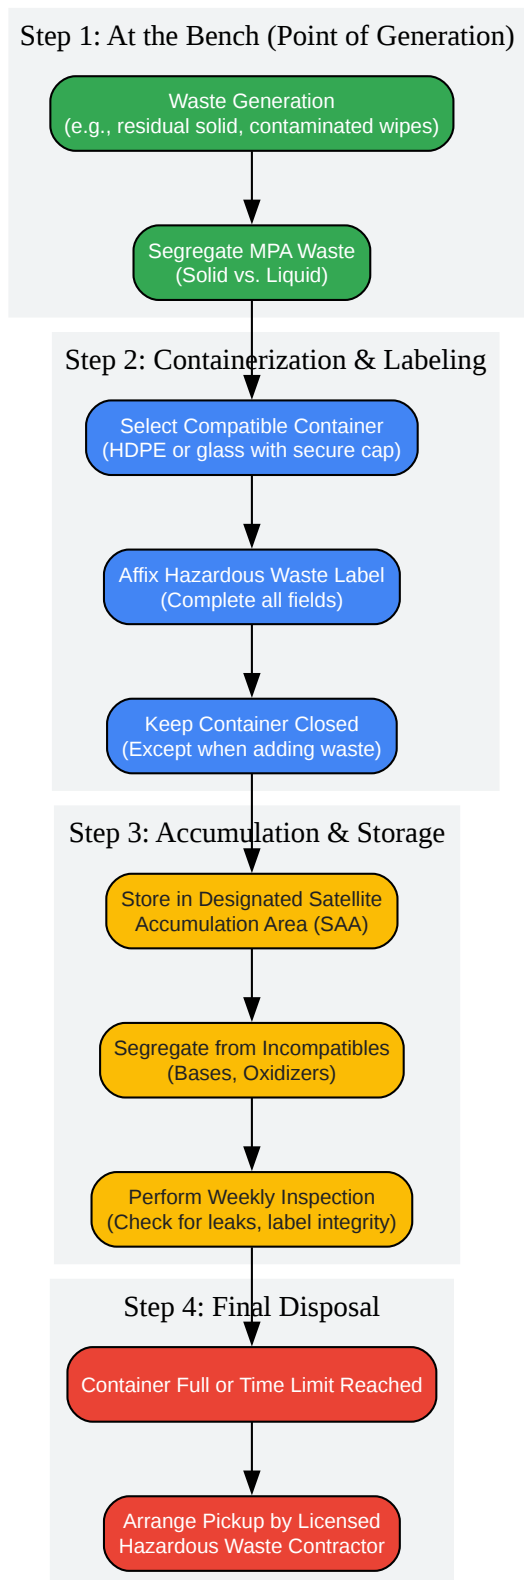 Step 1: At the Bench (Point of Generation)
Waste Generation
(e.g., residual solid, contaminated wipes)
Segregate MPA Waste
(Solid vs. Liquid)
Step 2: Containerization & Labeling
Select Compatible Container
(HDPE or glass with secure cap)
Affix Hazardous Waste Label
(Complete all fields)
Keep Container Closed
(Except when adding waste)
Step 3: Accumulation & Storage
Store in Designated Satellite
Accumulation Area (SAA)
Segregate from Incompatibles
(Bases, Oxidizers)
Perform Weekly Inspection
(Check for leaks, label integrity)
Step 4: Final Disposal
Container Full or Time Limit Reached
Arrange Pickup by Licensed
Hazardous Waste Contractor